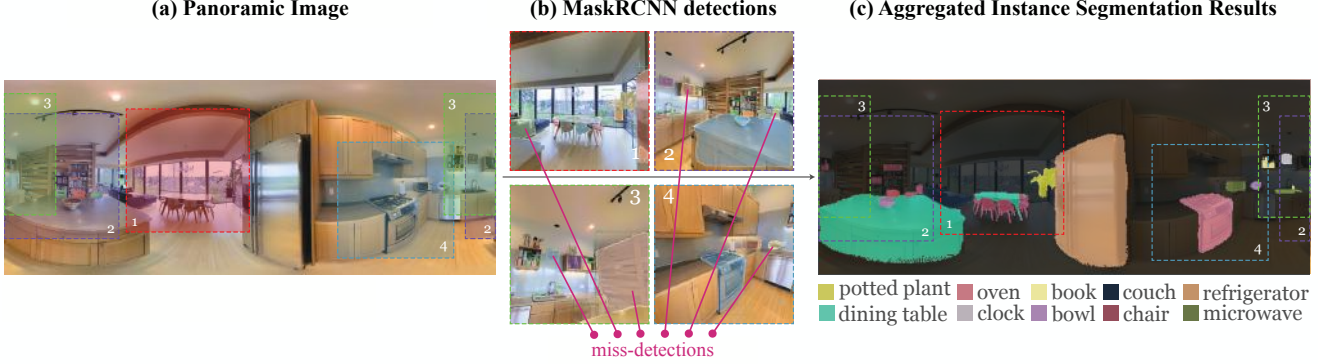 (a) Panoramic Image
(b) MaskRCNN detections
(c) Aggregated Instance Segmentation Results
3
2
1
4
3
2
1
2
3
4
miss-detections
3
2
1
4
3
2
potted plant
oven
book
couch
refrigerator
dining table
clock
bowl
chair
microwave